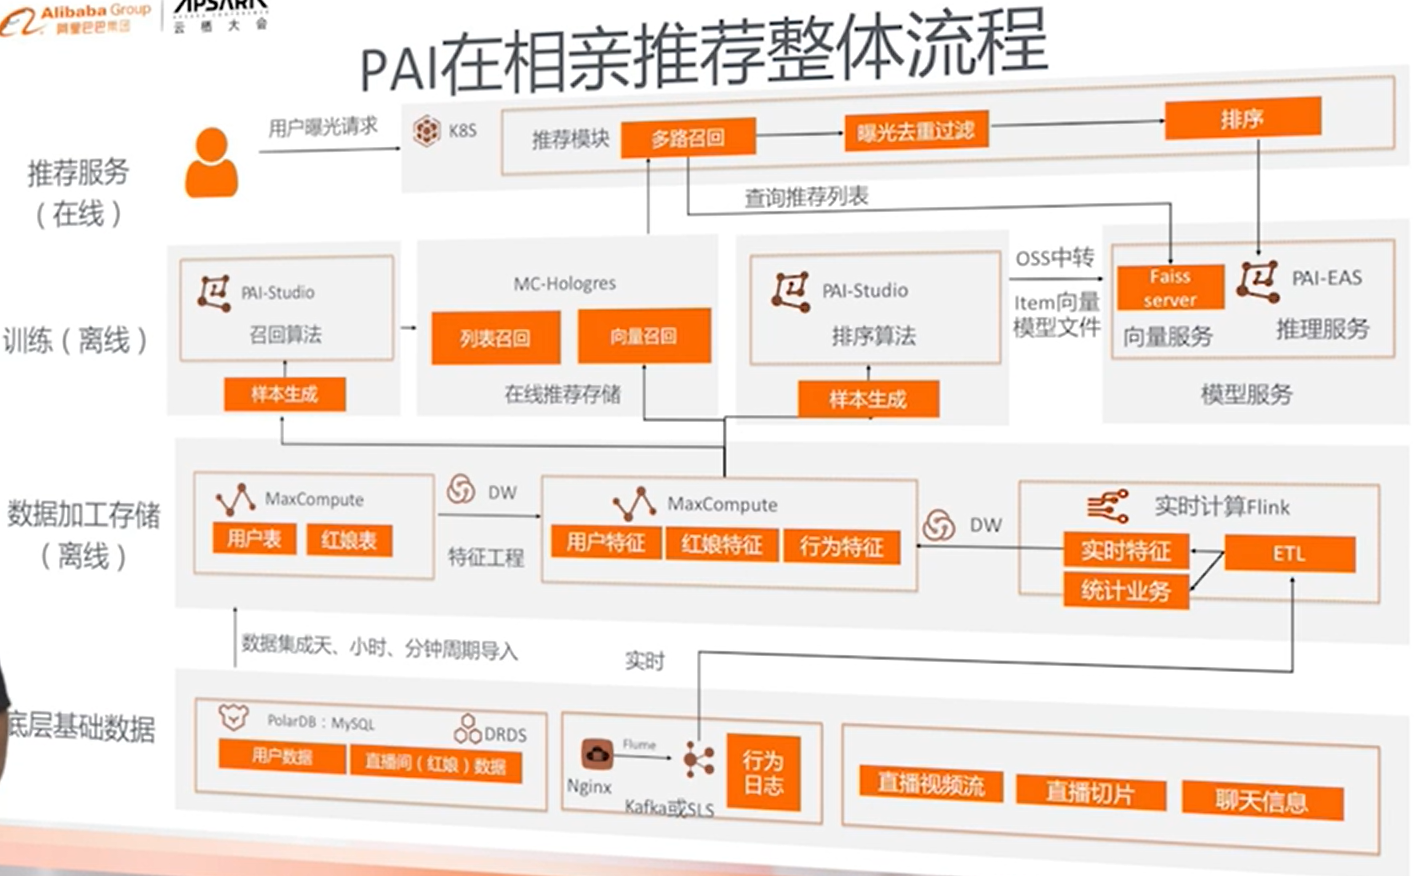 Alibaba Group
阿里巴巴集团
APSARA
云栖大会
PAI在相亲推荐整体流程
推荐服务
（在线）
用户曝光请求
K8S
推荐模块
多路召回
曝光去重过滤
排序
查询推荐列表
训练（离线）
PAI-Studio
召回算法
样本生成
MC-Hologres
列表召回
向量召回
在线推荐存储
PAI-Studio
排序算法
样本生成
OSS中转
Item向量
模型文件
Faiss
server
向量服务
PAI-EAS
推理服务
模型服务
数据加工存储
（离线）
MaxCompute
用户表
红娘表
DW
特征工程
MaxCompute
用户特征
红娘特征
行为特征
DW
实时计算Flink
实时特征
统计业务
ETL
数据集成天、小时、分钟周期导入
实时
底层基础数据
PolarDB：MySQL
DRDS
用户数据
直播间（红娘）数据
Nginx
Flume
Kafka或SLS
行为
日志
直播视频流
直播切片
聊天信息